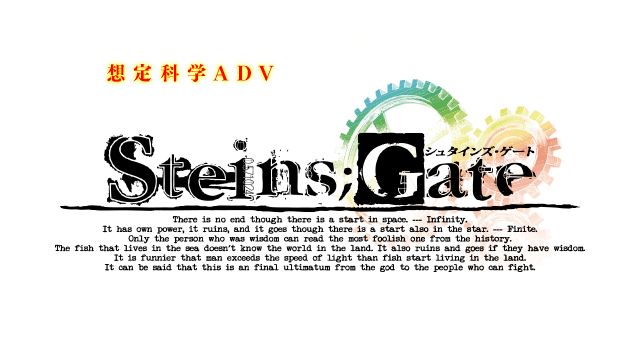 想定科学ADV
Steins;Gate
シュタインズ・ゲート
There is no end though there is a start in space. --- Infinity.
It has own power, it ruins, and it goes though there is a start also in the star. --- Finite.
Only the person who was wisdom can read the most foolish one from the history.
The fish that lives in the sea doesn't know the world in the land. It also ruins and goes if they have wisdom.
It is funnier that man exceeds the speed of light than fish start living in the land.
It can be said that this is an final ultimatum from the god to the people who can fight.